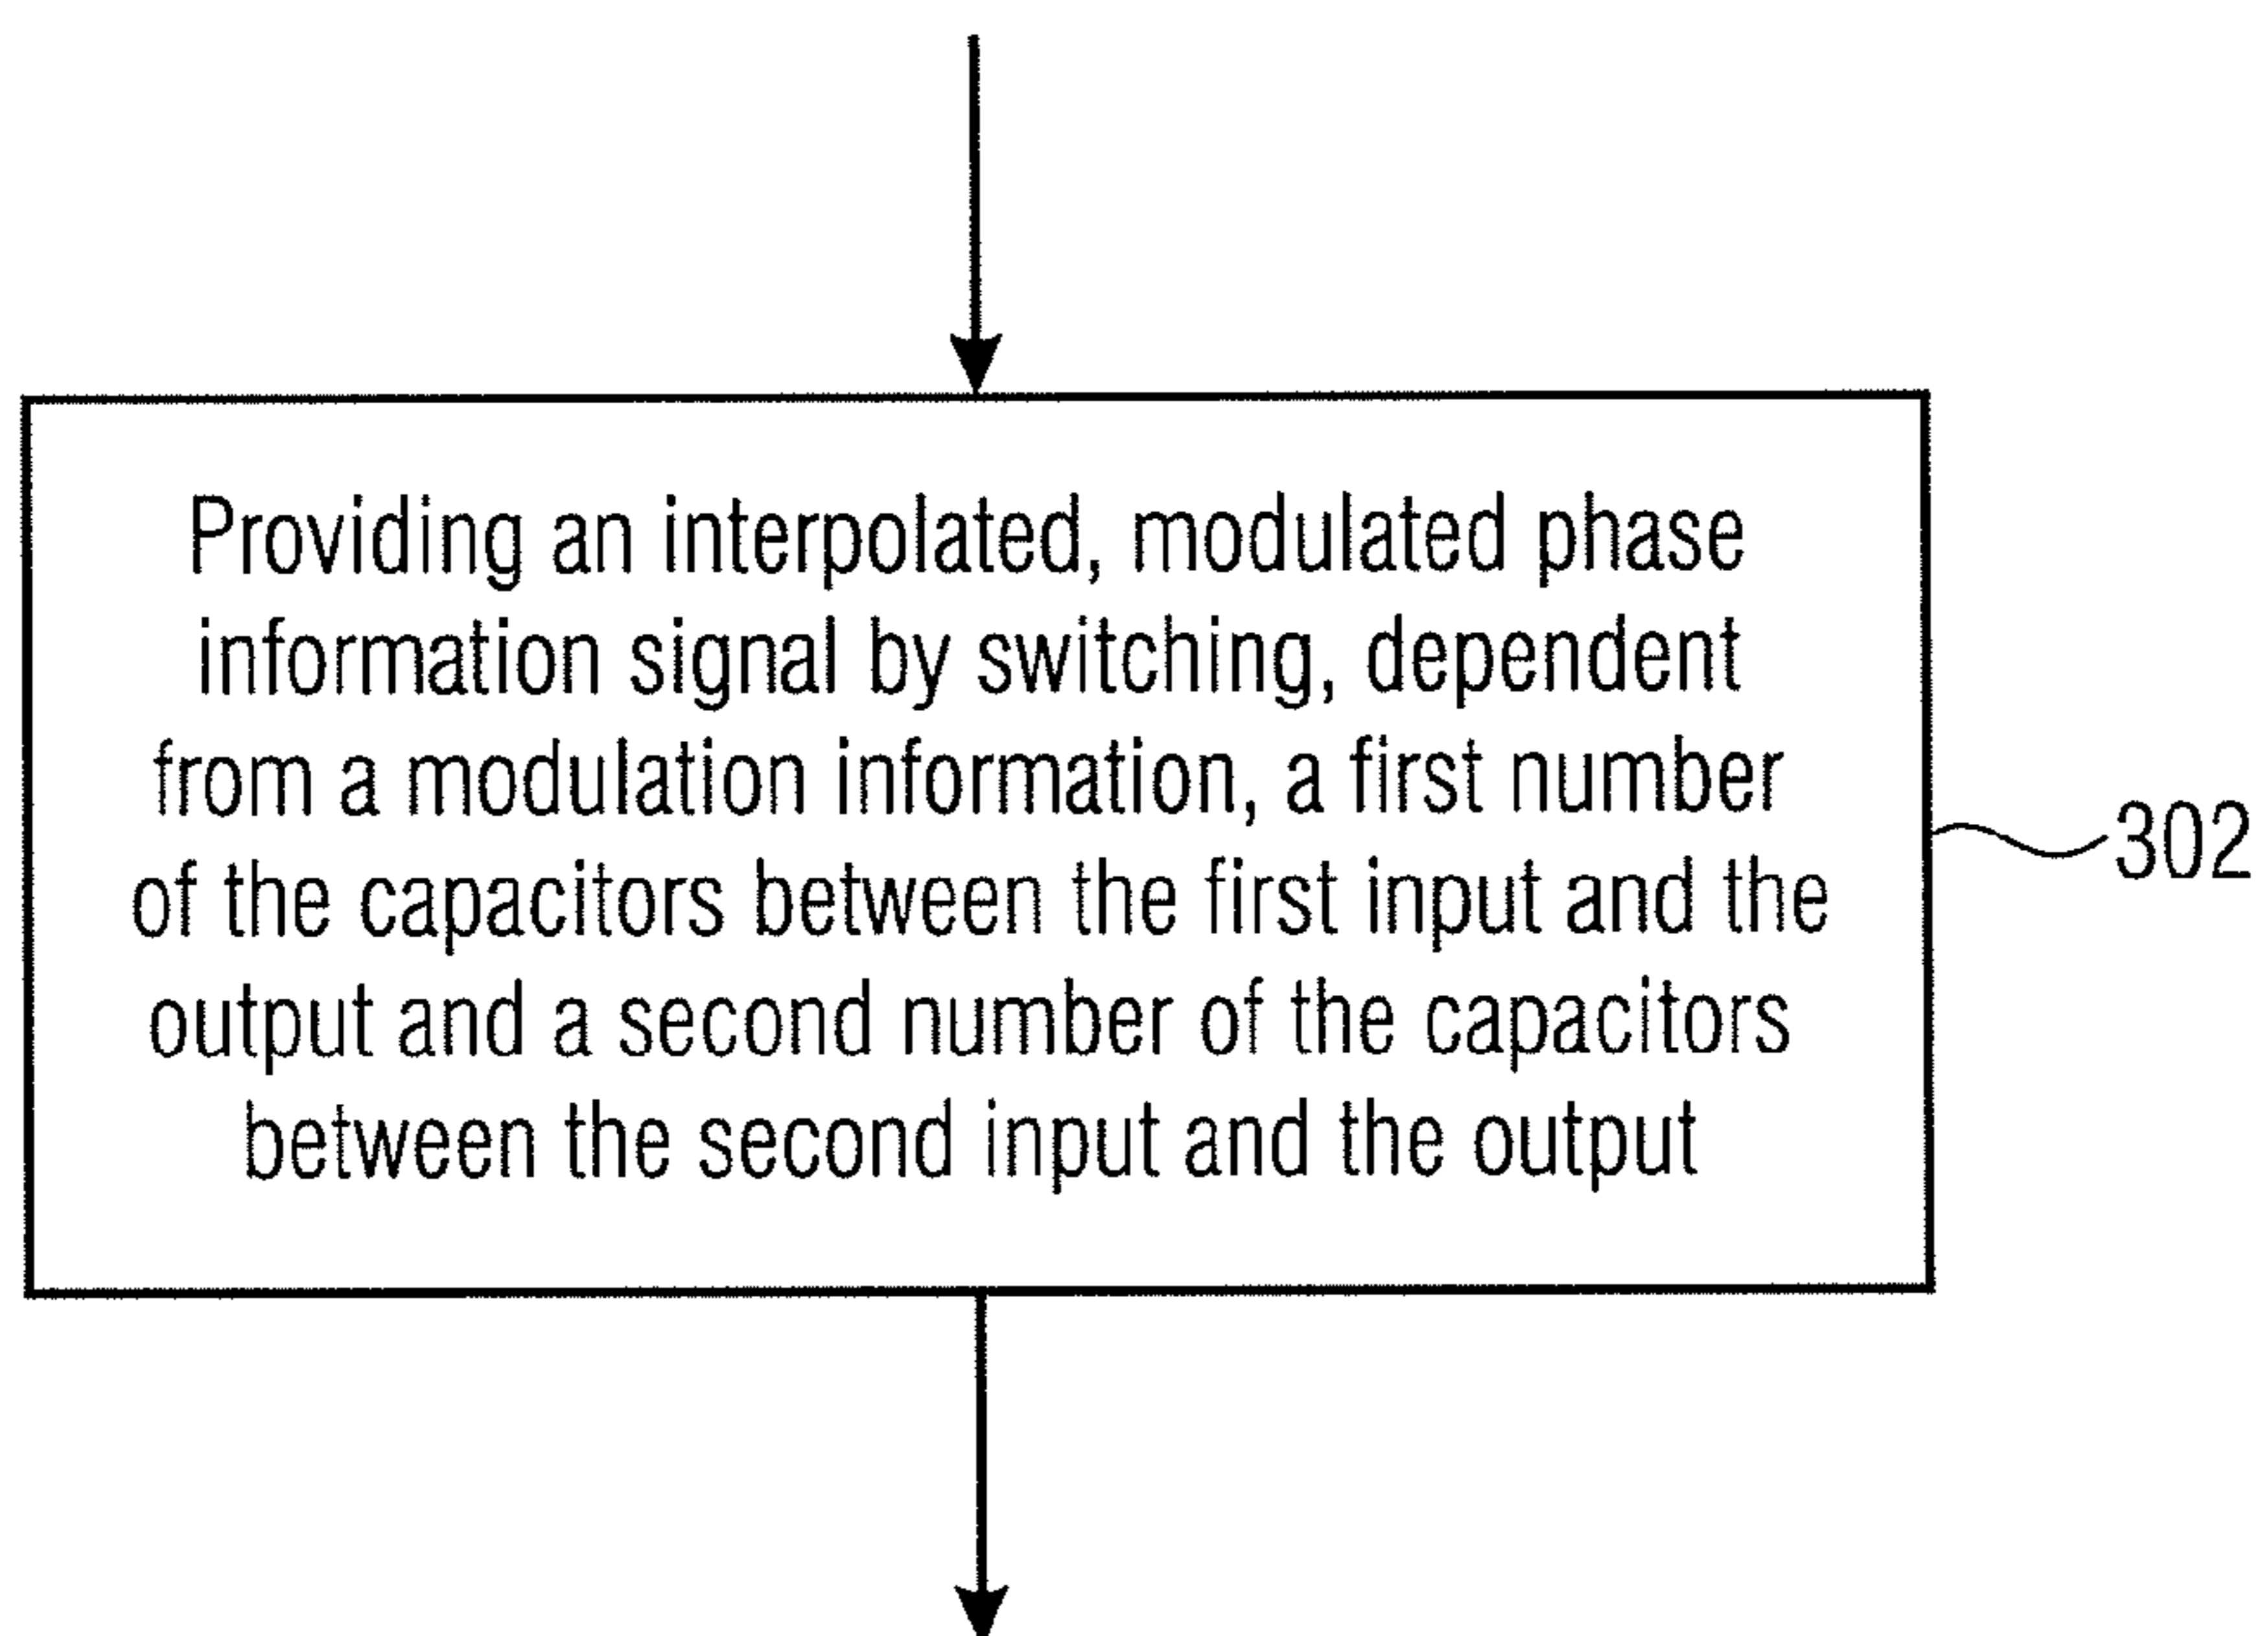 Providing an interpolated, modulated phase
information signal by switching, dependent
from a modulation information, a first number
of the capacitors between the first input and the
output and a second number of the capacitors
between the second input and the output
302